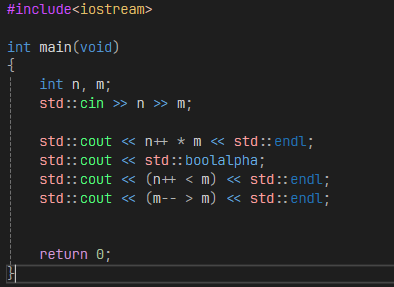 #include<iostream>
int main(void)
{
int n, m;
std::cin >> n >> m;
std::cout << n++ * m << std::endl;
std::cout << std::boolalpha;
std::cout << (n++ < m) << std::endl;
std::cout << (m-- > m) << std::endl;
return 0;
}